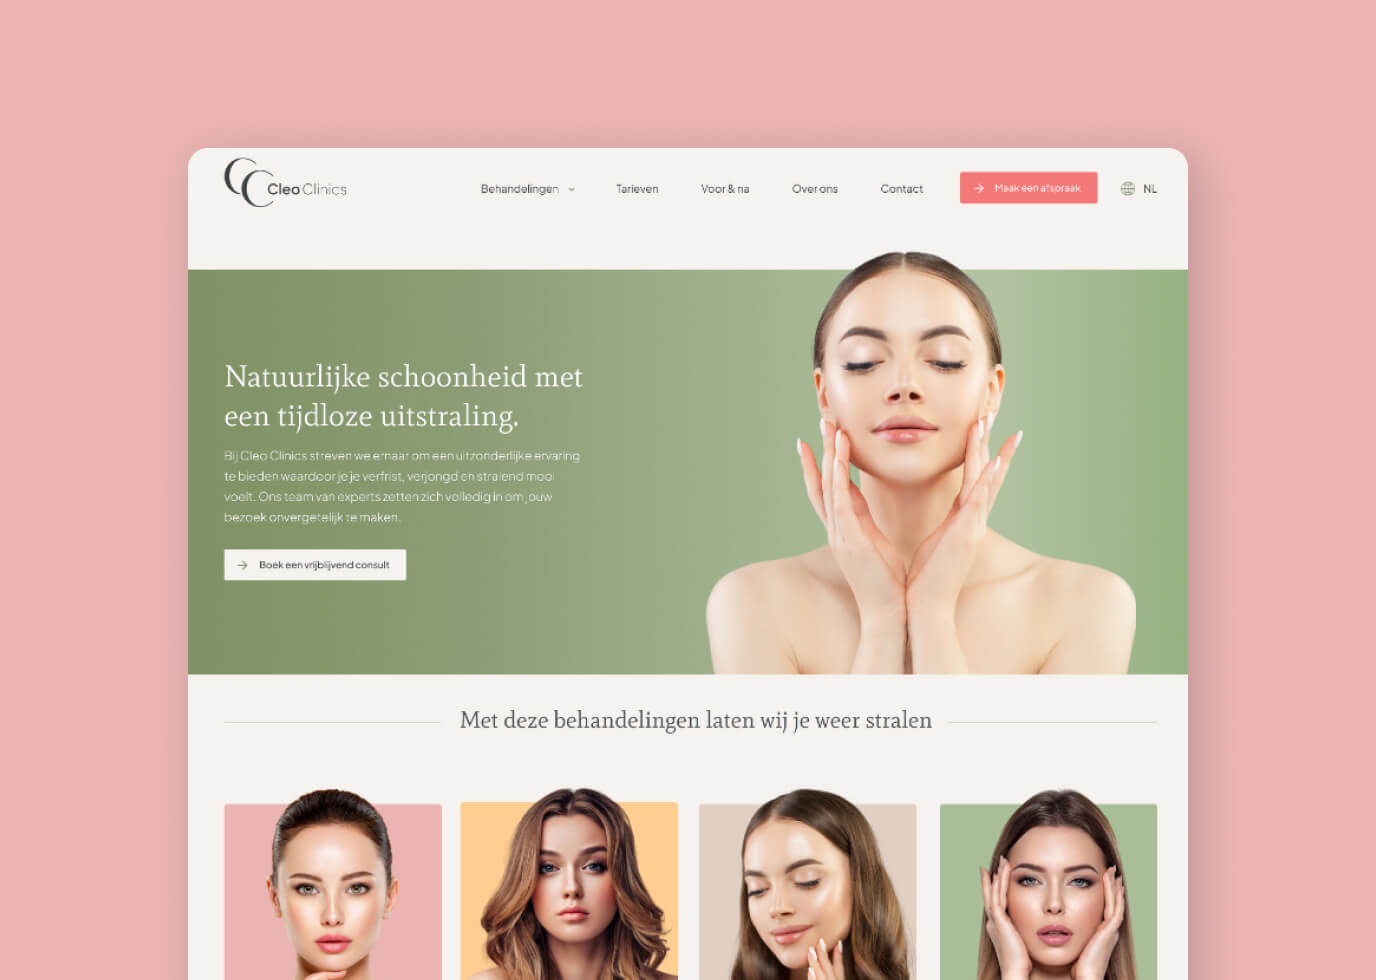 Cleo Clinics
Behandelingen
Tarieven
Voor & na
Over ons
Contact
Maak een afspraak
NL
Natuurlijke schoonheid met
een tijdloze uitstraling.
Bij Cleo Clinics streven we ernaar om een uitzonderlijke ervaring
te bieden waardoor je je verfrist, verjongd en stralend mooi
voelt. Ons team van experts zetten zich volledig in om jouw
bezoek onvergetelijk te maken.
Boek een vrijblijvend consult
Met deze behandelingen laten wij je weer stralen